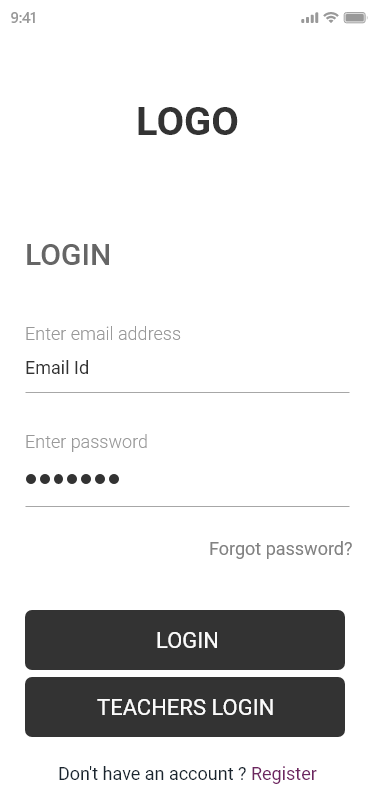 9:41
LOGO
LOGIN
Enter email address
Email Id
Enter password
Forgot password?
LOGIN
TEACHERS LOGIN
Don't have an account ? Register